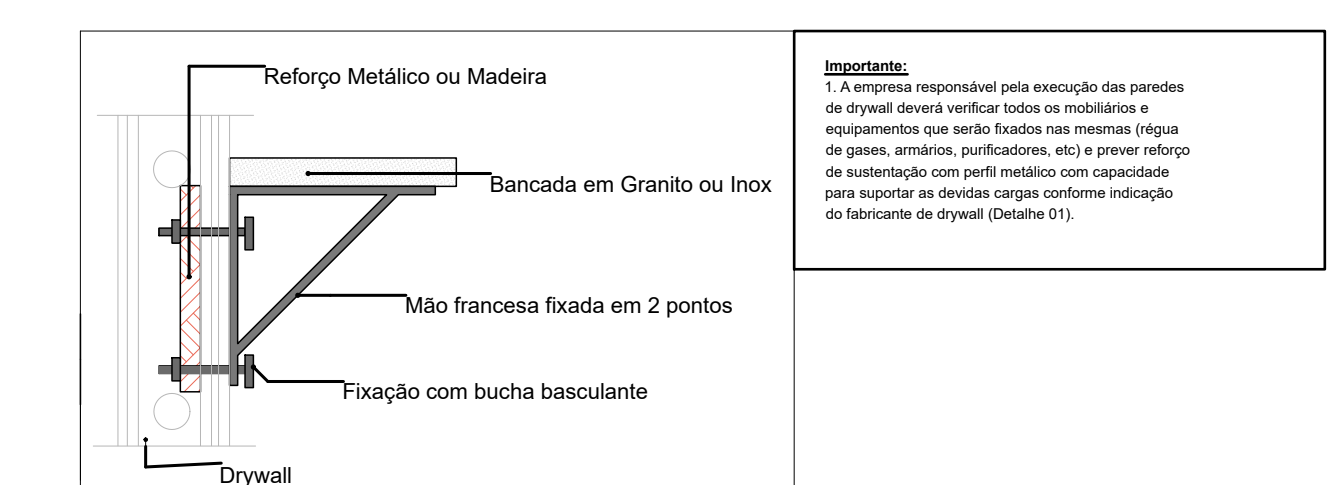 Reforço Metálico ou Madeira
Bancada em Granito ou Inox
Mão francesa fixada em 2 pontos
Fixação com bucha basculante
Drywall
Importante:
1. A empresa responsável pela execução das paredes
de drywall deverá verificar todos os mobiliários e
equipamentos que serão fixados nas mesmas (régua
de gases, armários, purificadores, etc) e prever reforço
de sustentação com perfil metálico com capacidade
para suportar as devidas cargas conforme indicação
do fabricante de drywall (Detalhe 01).